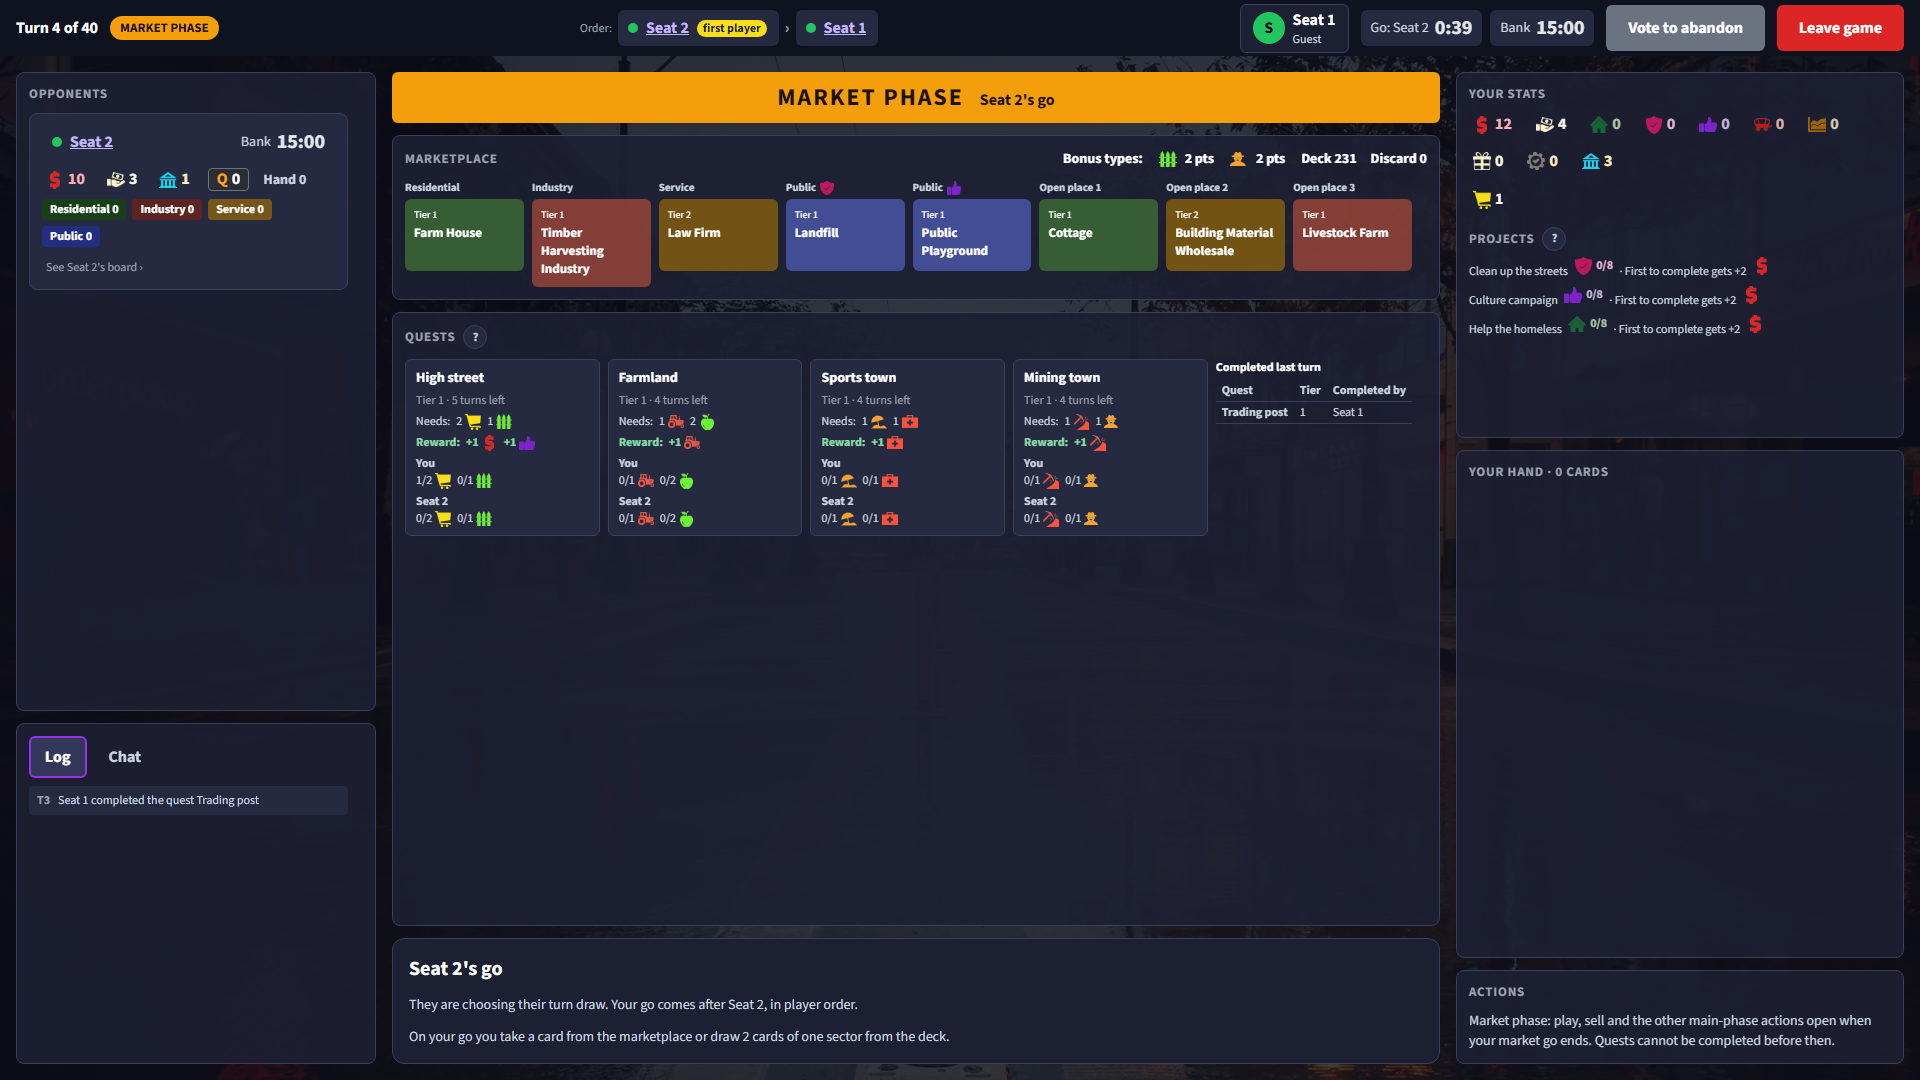 Turn 4 of 40 MARKET PHASE
Order: Seat 2 first player › Seat 1
S Seat 1 Guest
Go: Seat 2 0:39
Bank 15:00
Vote to abandon
Leave game
OPPONENTS
Seat 2 Bank 15:00
$ 10 3 1 Q 0 Hand 0
Residential 0 Industry 0 Service 0
Public 0
See Seat 2's board ›
Log Chat
T3 Seat 1 completed the quest Trading post
MARKET PHASE Seat 2's go
MARKETPLACE Bonus types: 2 pts 2 pts Deck 231 Discard 0
Residential Industry Service Public Public Open place 1 Open place 2 Open place 3
Tier 1
Farm House
Tier 1
Timber
Harvesting
Industry
Tier 2
Law Firm
Tier 1
Landfill
Tier 1
Public
Playground
Tier 1
Cottage
Tier 2
Building Material
Wholesale
Tier 1
Livestock Farm
QUESTS ?
High street
Tier 1 · 5 turns left
Needs: 2 1
Reward: +1 $ +1
You
1/2 0/1
Seat 2
0/2 0/1
Farmland
Tier 1 · 4 turns left
Needs: 1 2
Reward: +1
You
0/1 0/2
Seat 2
0/1 0/2
Sports town
Tier 1 · 4 turns left
Needs: 1 1
Reward: +1
You
0/1 0/1
Seat 2
0/1 0/1
Mining town
Tier 1 · 4 turns left
Needs: 1 1
Reward: +1
You
0/1 0/1
Seat 2
0/1 0/1
Completed last turn
Quest Tier Completed by
Trading post 1 Seat 1
Seat 2's go
They are choosing their turn draw. Your go comes after Seat 2, in player order.
On your go you take a card from the marketplace or draw 2 cards of one sector from the deck.
YOUR STATS
$ 12 4 0 0 0 0 0
0 0 3
1
PROJECTS ?
Clean up the streets 0/8 · First to complete gets +2 $
Culture campaign 0/8 · First to complete gets +2 $
Help the homeless 0/8 · First to complete gets +2 $
YOUR HAND · 0 CARDS
ACTIONS
Market phase: play, sell and the other main-phase actions open when
your market go ends. Quests cannot be completed before then.